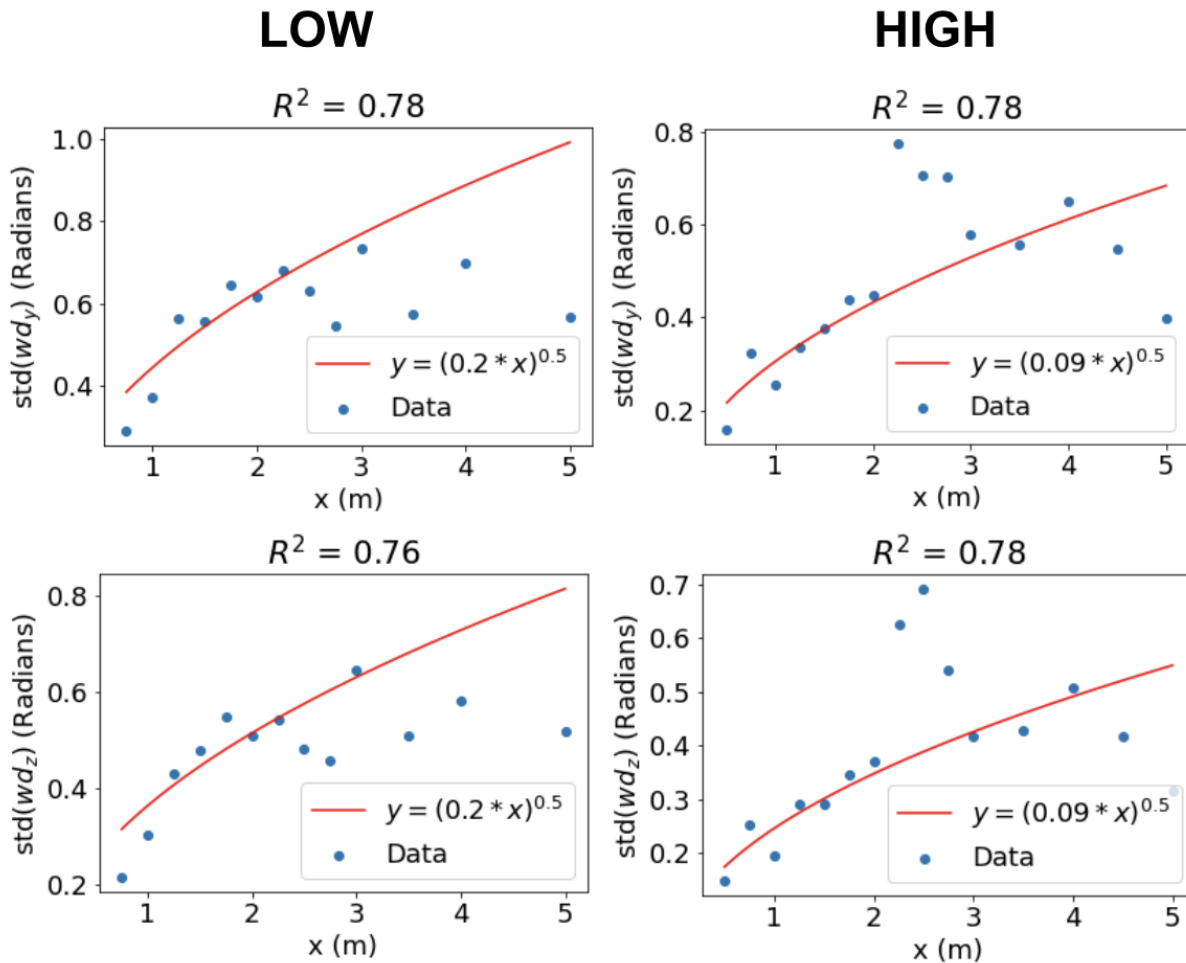 LOW
HIGH
R² = 0.78
1.0
0.8
0.6
0.4
std(wd_y) (Radians)
y = (0.2 * x)^0.5
Data
1 2 3 4 5
x (m)
R² = 0.78
0.8
0.6
0.4
0.2
std(wd_y) (Radians)
y = (0.09 * x)^0.5
Data
1 2 3 4 5
x (m)
R² = 0.76
0.8
0.6
0.4
0.2
std(wd_z) (Radians)
y = (0.2 * x)^0.5
Data
1 2 3 4 5
x (m)
R² = 0.78
0.7
0.6
0.5
0.4
0.3
0.2
std(wd_z) (Radians)
y = (0.09 * x)^0.5
Data
1 2 3 4 5
x (m)